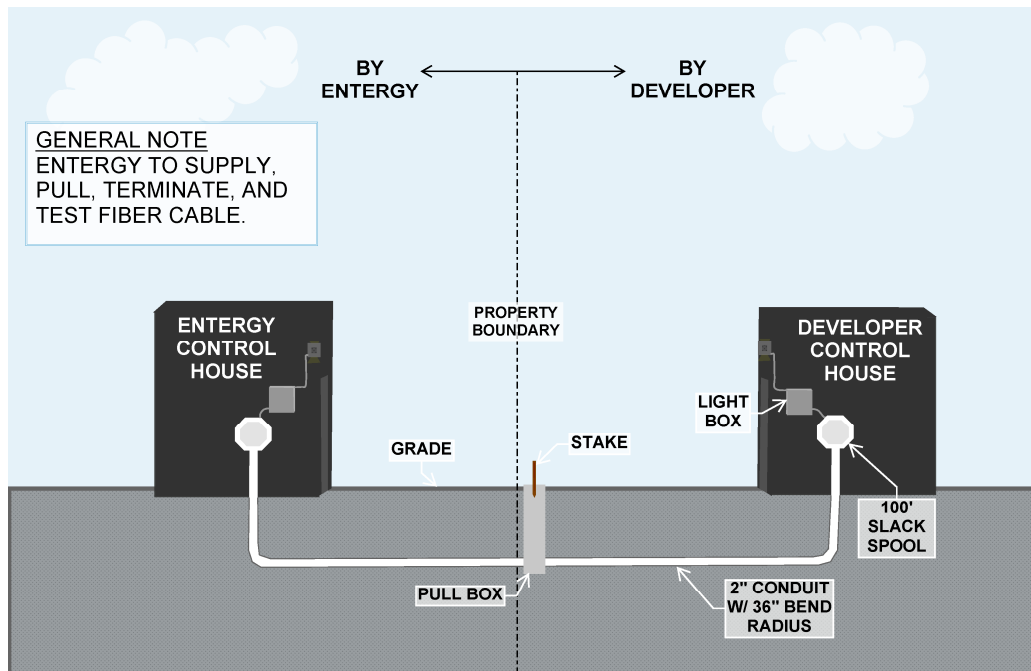 BY
ENTERGY
BY
DEVELOPER
GENERAL NOTE
ENTERGY TO SUPPLY,
PULL, TERMINATE, AND
TEST FIBER CABLE.
PROPERTY
BOUNDARY
ENTERGY
CONTROL
HOUSE
DEVELOPER
CONTROL
HOUSE
LIGHT
BOX
GRADE
STAKE
100'
SLACK
SPOOL
PULL BOX
2" CONDUIT
W/ 36" BEND
RADIUS